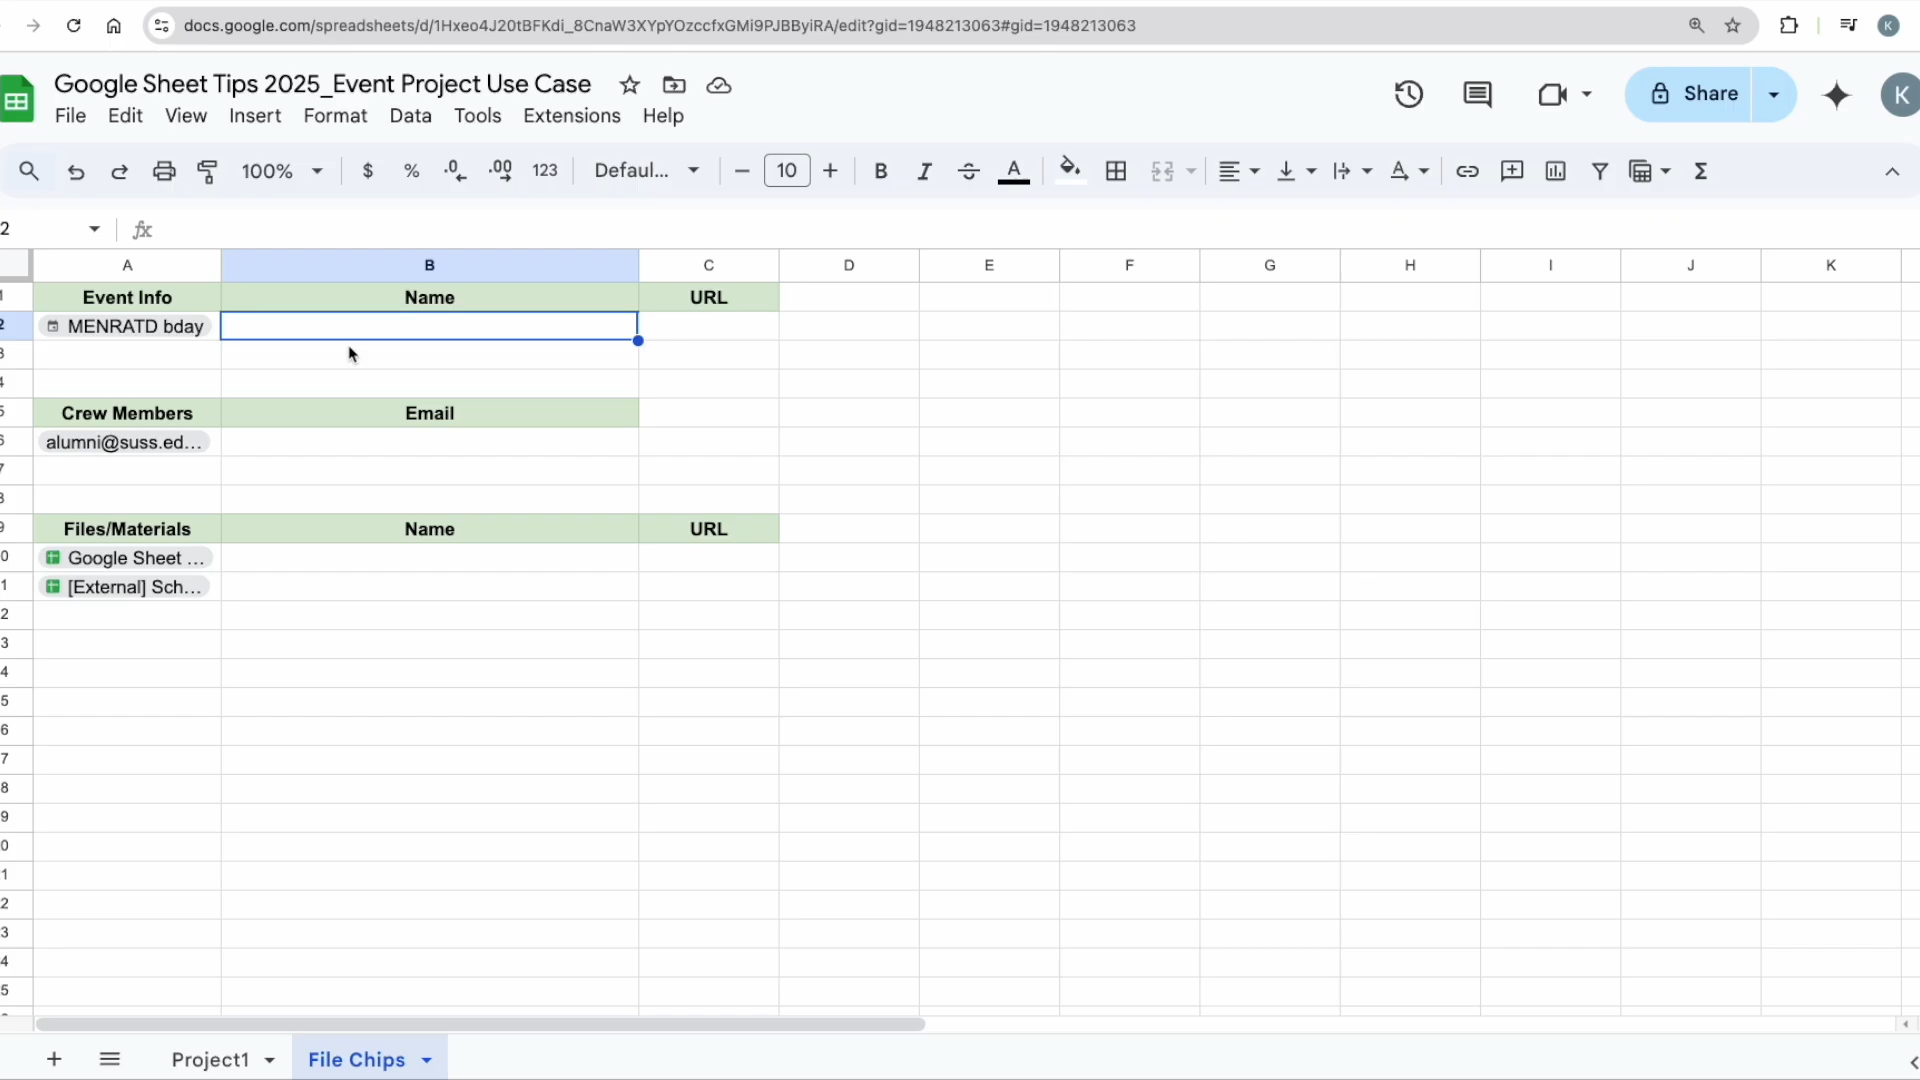 docs.google.com/spreadsheets/d/1Hxeo4J20tBFKdi_8CnaW3XYpYOzccfxGMi9PJBByiRA/edit?gid=1948213063#gid=1948213063
K
Google Sheet Tips 2025_Event Project Use Case
Share
K
File Edit View Insert Format Data Tools Extensions Help
100% $ % .0 .00 123 Defaul... 10 B I S A A Σ
2 fx
A B C D E F G H I J K
1 Event Info Name URL
2 MENRATD bday
3
4
5 Crew Members Email
6 alumni@suss.ed...
7
8
9 Files/Materials Name URL
0 Google Sheet ...
1 [External] Sch...
2
3
4
5
6
7
8
9
0
1
2
3
4
5
Project1 File Chips